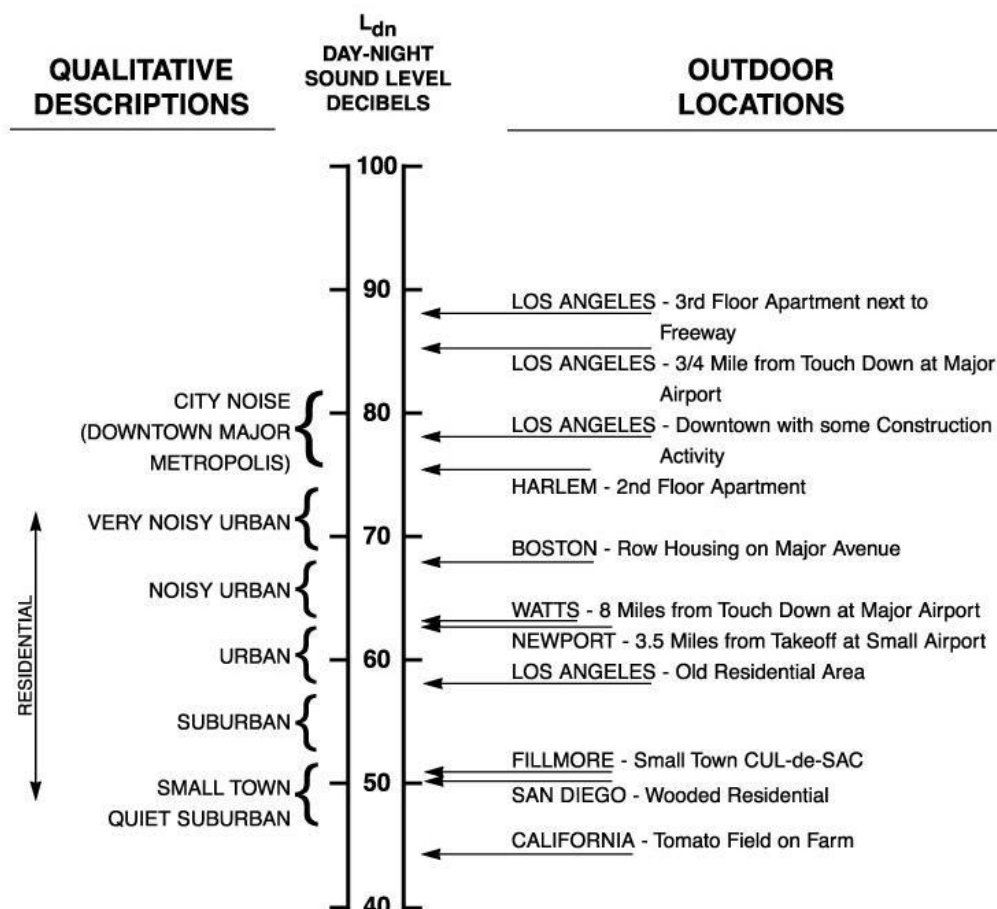 L_dn
DAY-NIGHT
SOUND LEVEL
DECIBELS
QUALITATIVE
DESCRIPTIONS
OUTDOOR
LOCATIONS
100
90
LOS ANGELES - 3rd Floor Apartment next to
Freeway
LOS ANGELES - 3/4 Mile from Touch Down at Major
Airport
CITY NOISE
(DOWNTOWN MAJOR
METROPOLIS)
80
LOS ANGELES - Downtown with some Construction
Activity
HARLEM - 2nd Floor Apartment
VERY NOISY URBAN
70
BOSTON - Row Housing on Major Avenue
NOISY URBAN
WATTS - 8 Miles from Touch Down at Major Airport
NEWPORT - 3.5 Miles from Takeoff at Small Airport
RESIDENTIAL
URBAN
60
LOS ANGELES - Old Residential Area
SUBURBAN
FILLMORE - Small Town CUL-de-SAC
SMALL TOWN
QUIET SUBURBAN
50
SAN DIEGO - Wooded Residential
CALIFORNIA - Tomato Field on Farm
40